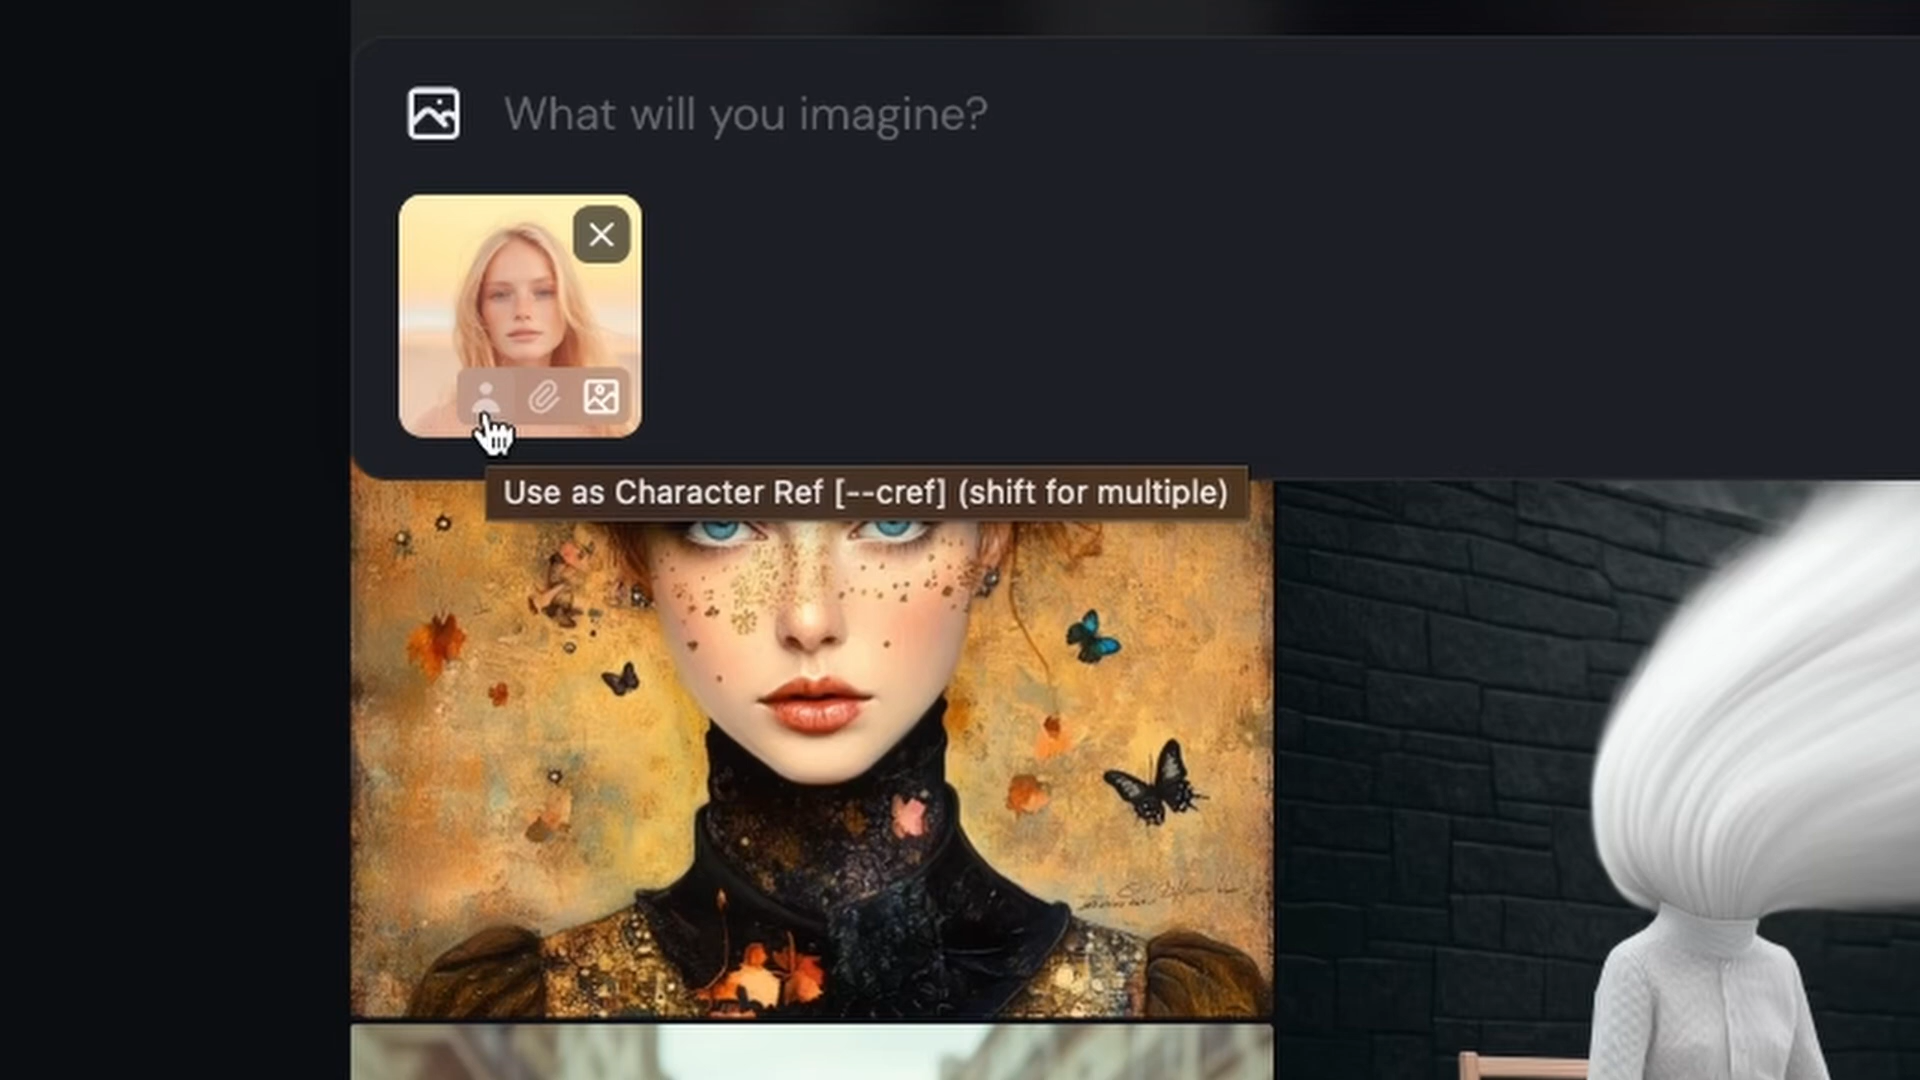 What will you imagine?
Use as Character Ref [--cref] (shift for multiple)